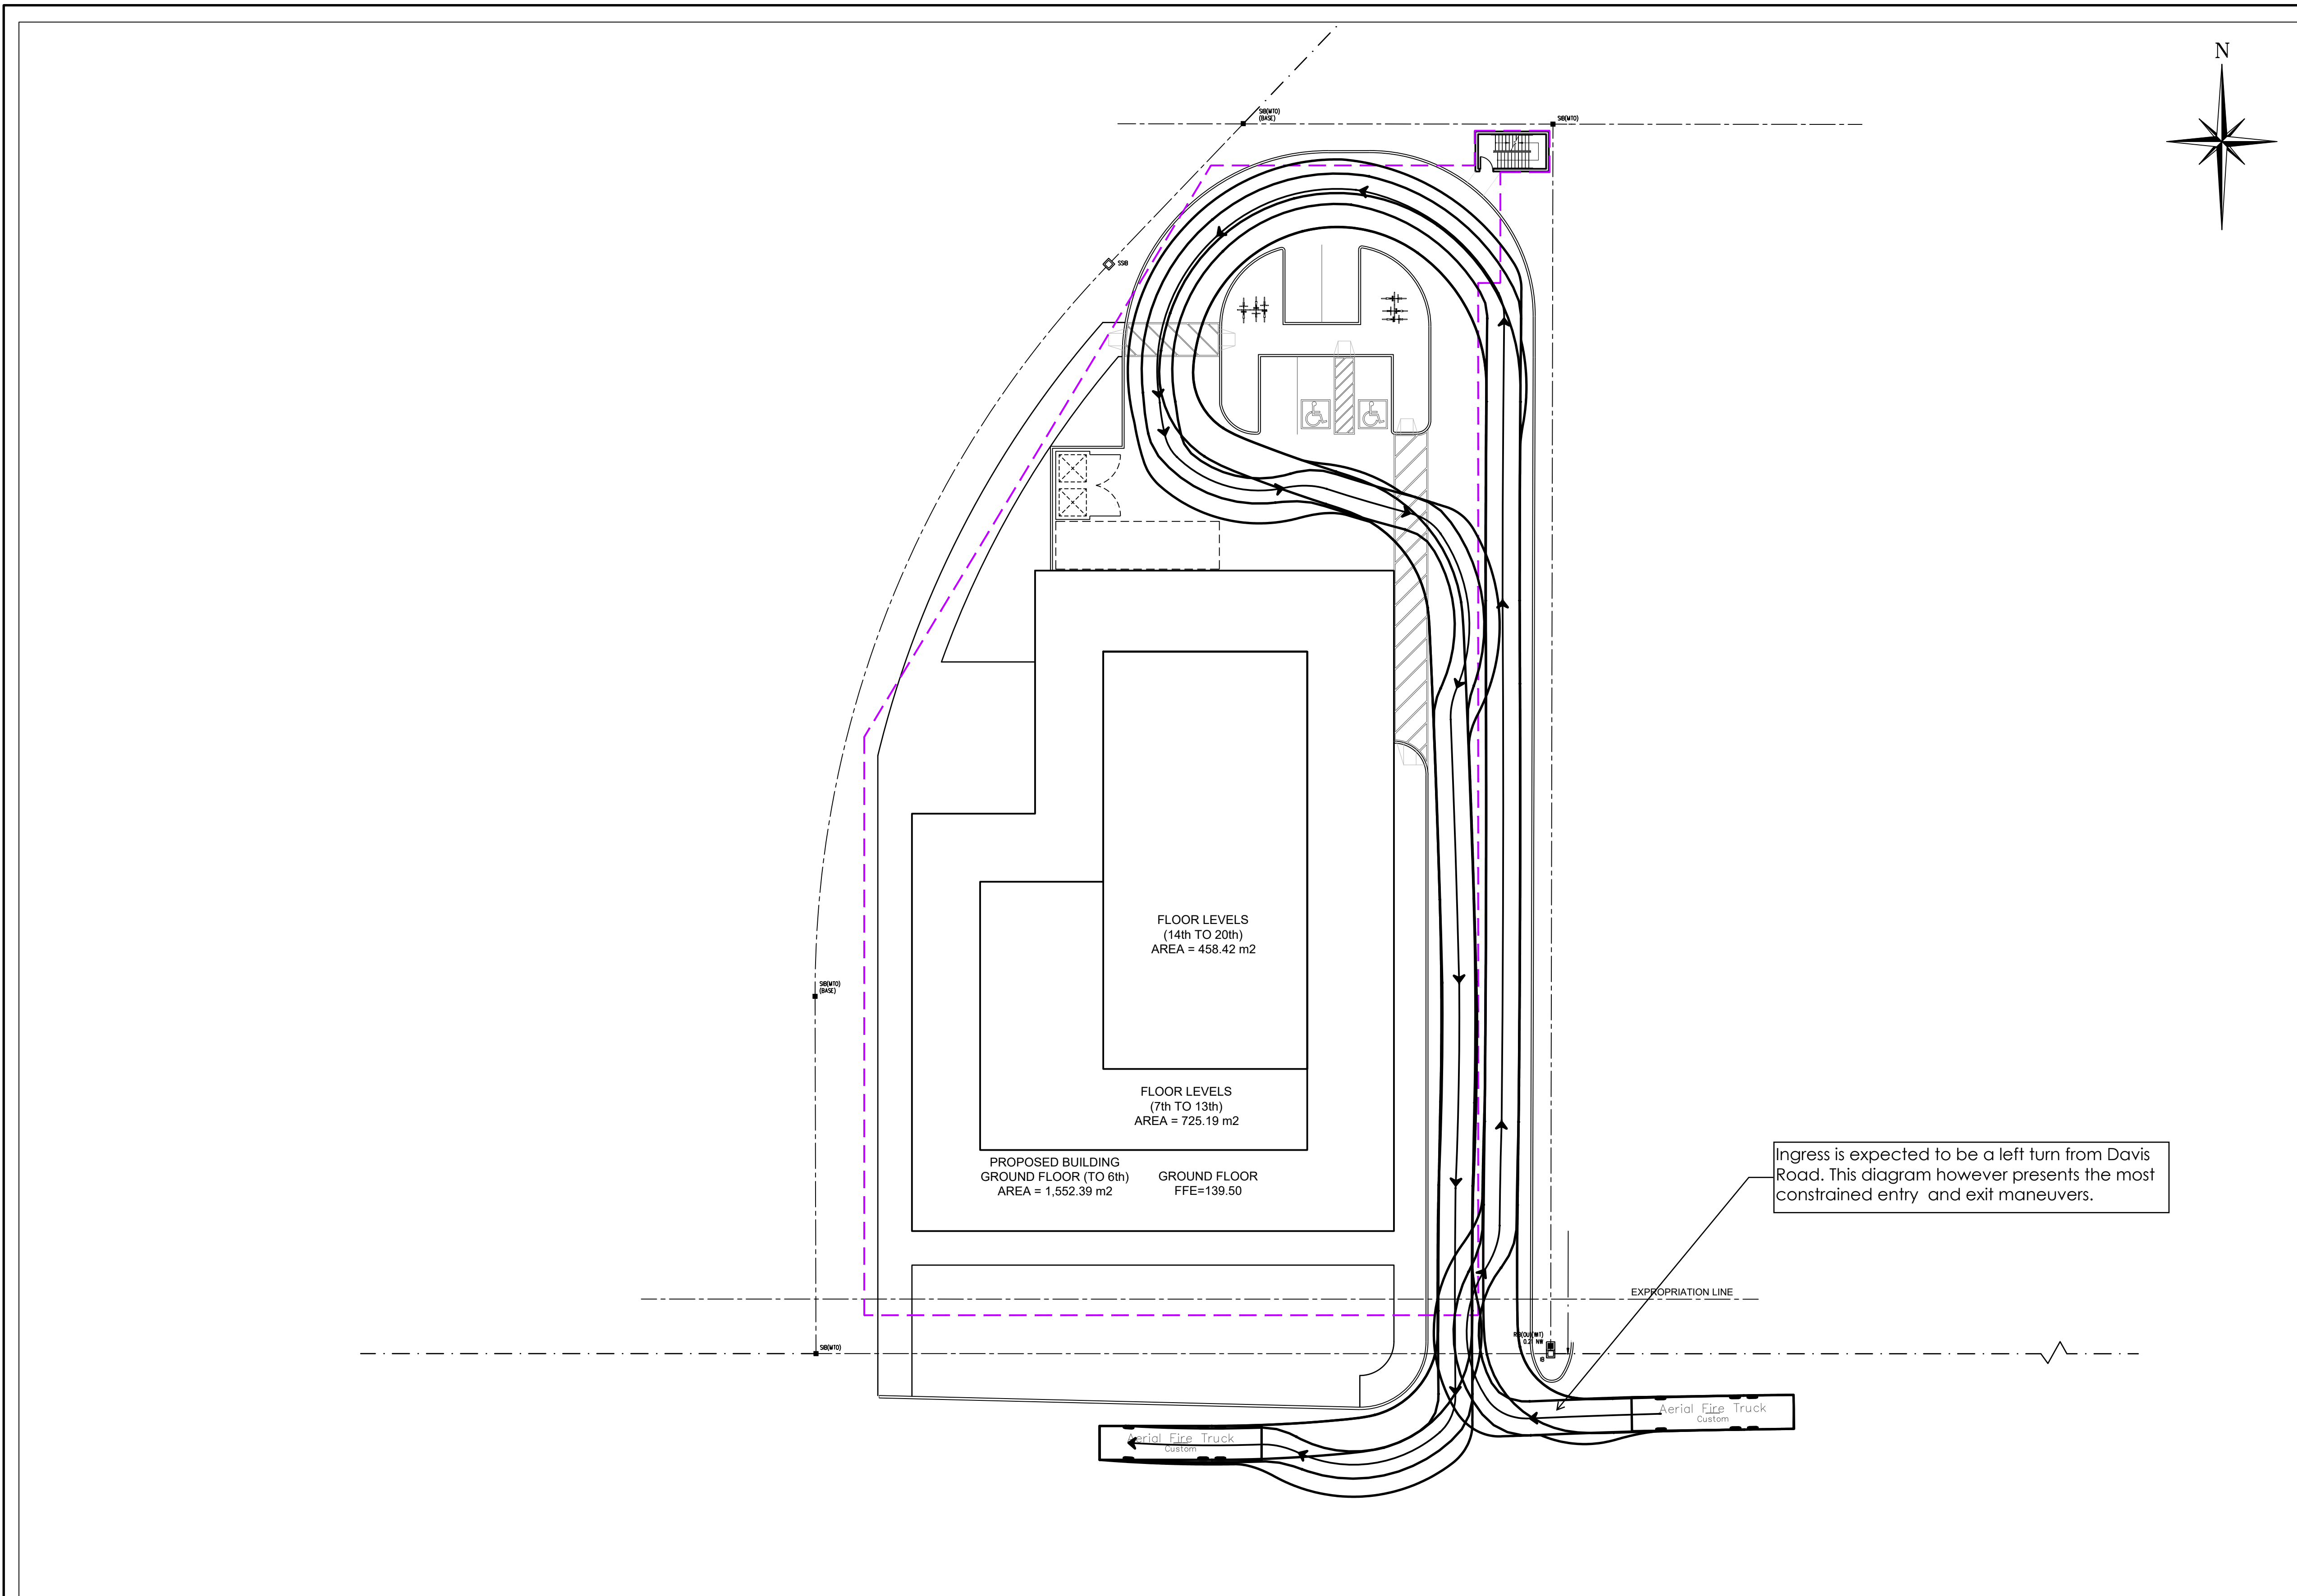 N
SIB(MTO)
(BASE)
SIB(MTO)
SSIB
FLOOR LEVELS
(14th TO 20th)
AREA = 458.42 m2
SIB(MTO)
(BASE)
FLOOR LEVELS
(7th TO 13th)
AREA = 725.19 m2
PROPOSED BUILDING
GROUND FLOOR (TO 6th)
AREA = 1,552.39 m2
GROUND FLOOR
FFE=139.50
Ingress is expected to be a left turn from Davis
Road. This diagram however presents the most
constrained entry and exit maneuvers.
EXPROPRIATION LINE
SIB(MTO)
IB
Aerial Fire Truck
Custom
Aerial Fire Truck
Custom